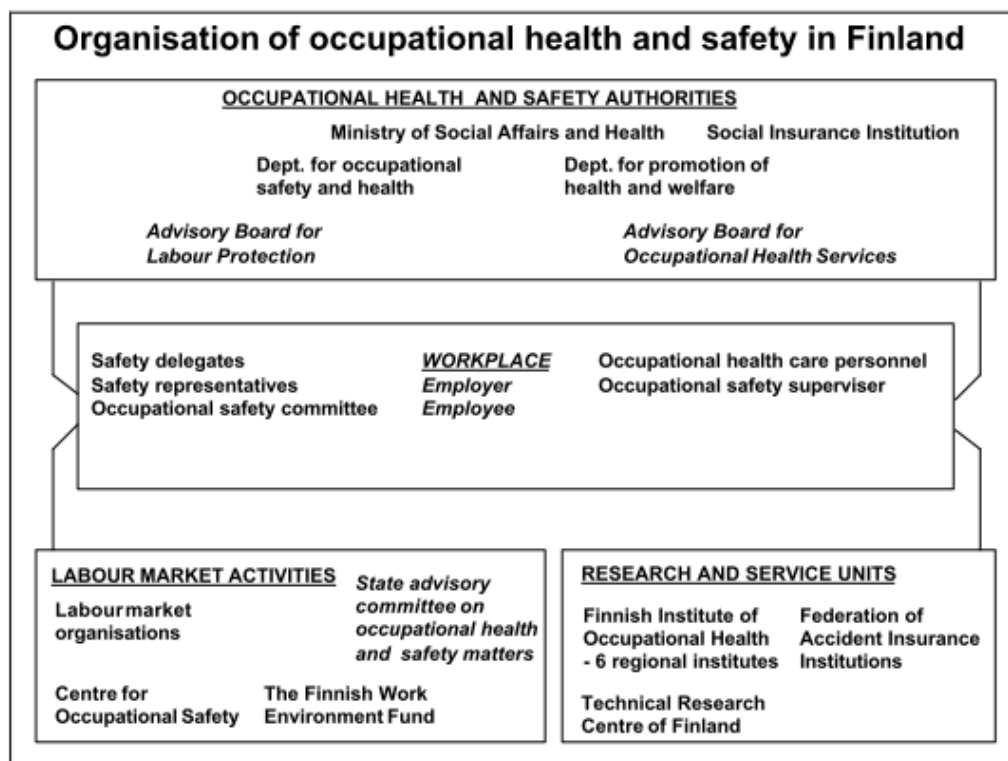 Organisation of occupational health and safety in Finland
OCCUPATIONAL HEALTH AND SAFETY AUTHORITIES
Ministry of Social Affairs and Health
Social Insurance Institution
Dept. for occupational
safety and health
Dept. for promotion of
health and welfare
Advisory Board for
Labour Protection
Advisory Board for
Occupational Health Services
Safety delegates
Safety representatives
Occupational safety committee
WORKPLACE
Employer
Employee
Occupational health care personnel
Occupational safety superviser
LABOUR MARKET ACTIVITIES
Labour market
organisations
State advisory
committee on
occupational health
and safety matters
Centre for
Occupational Safety
The Finnish Work
Environment Fund
RESEARCH AND SERVICE UNITS
Finnish Institute of
Occupational Health
- 6 regional institutes
Federation of
Accident Insurance
Institutions
Technical Research
Centre of Finland